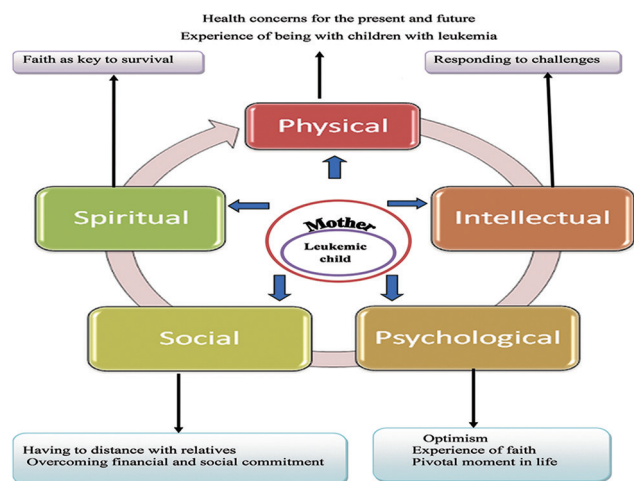 Health concerns for the present and future
Experience of being with children with leukemia
Faith as key to survival
Responding to challenges
Physical
Spiritual
Intellectual
Mother
Leukemic
child
Social
Psychological
Having to distance with relatives
Overcoming financial and social commitment
Optimism
Experience of faith
Pivotal moment in life